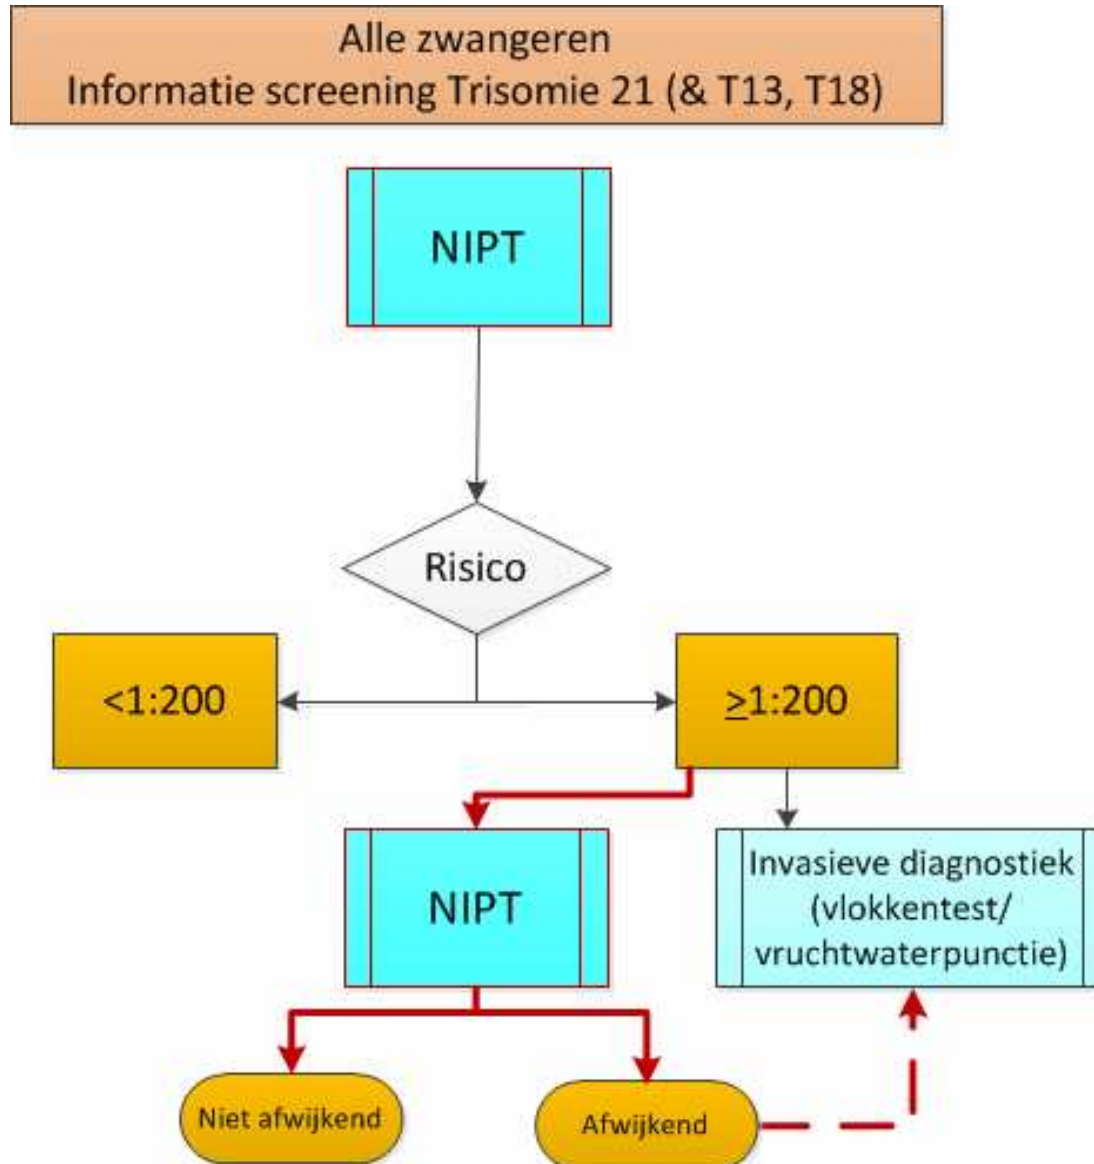 Alle zwangeren
Informatie screening Trisomie 21 (& T13, T18)
NIPT
Risico
<1:200
≥1:200
NIPT
Invasieve diagnostiek
(vlokkentest/
vruchtwaterpunctie)
Niet afwijkend
Afwijkend